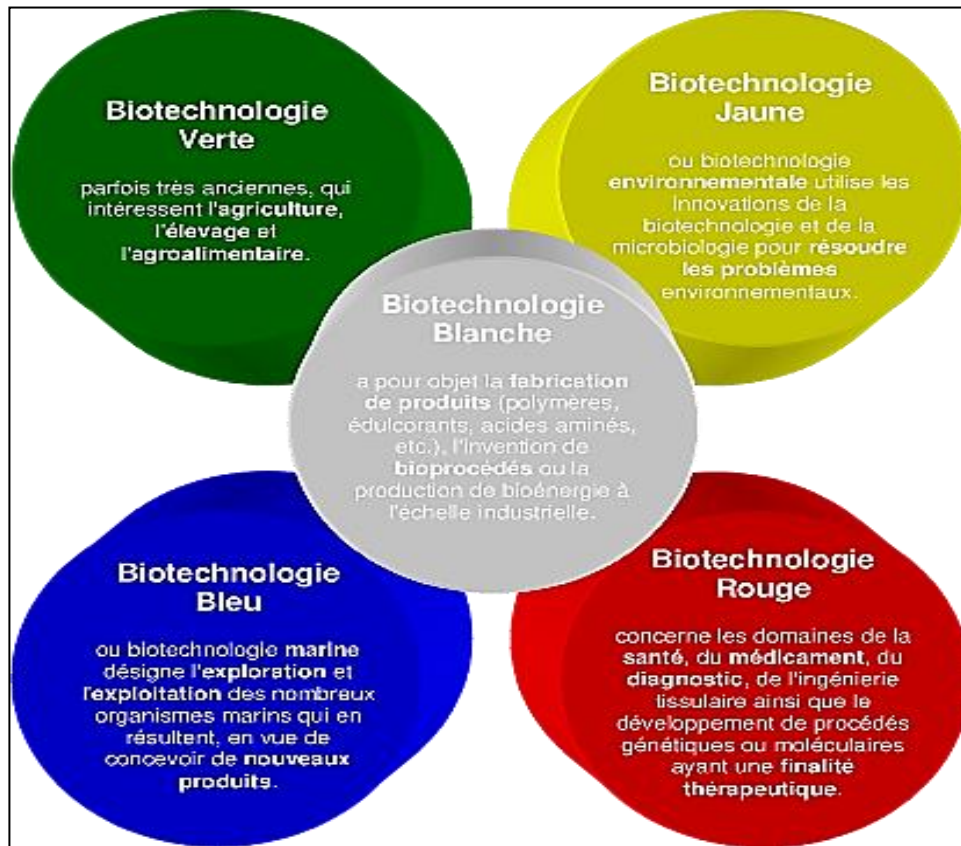 Biotechnologie
Verte
parfois très anciennes, qui
intéressent l'agriculture,
l'élevage et
l'agroalimentaire.
Biotechnologie
Jaune
ou biotechnologie
environnementale utilise les
innovations de la
biotechnologie et de la
microbiologie pour résoudre
les problèmes
environnementaux.
Biotechnologie
Blanche
a pour objet la fabrication
de produits (polymères,
édulcorants, acides aminés,
etc.), l'invention de
bioprocédés ou la
production de bioénergie à
l'échelle industrielle.
Biotechnologie
Bleu
ou biotechnologie marine
désigne l'exploration et
l'exploitation des nombreux
organismes marins qui en
résultent, en vue de
concevoir de nouveaux
produits.
Biotechnologie
Rouge
concerne les domaines de la
santé, du médicament, du
diagnostic, de l'ingénierie
tissulaire ainsi que le
développement de procédés
génétiques ou moléculaires
ayant une finalité
thérapeutique.